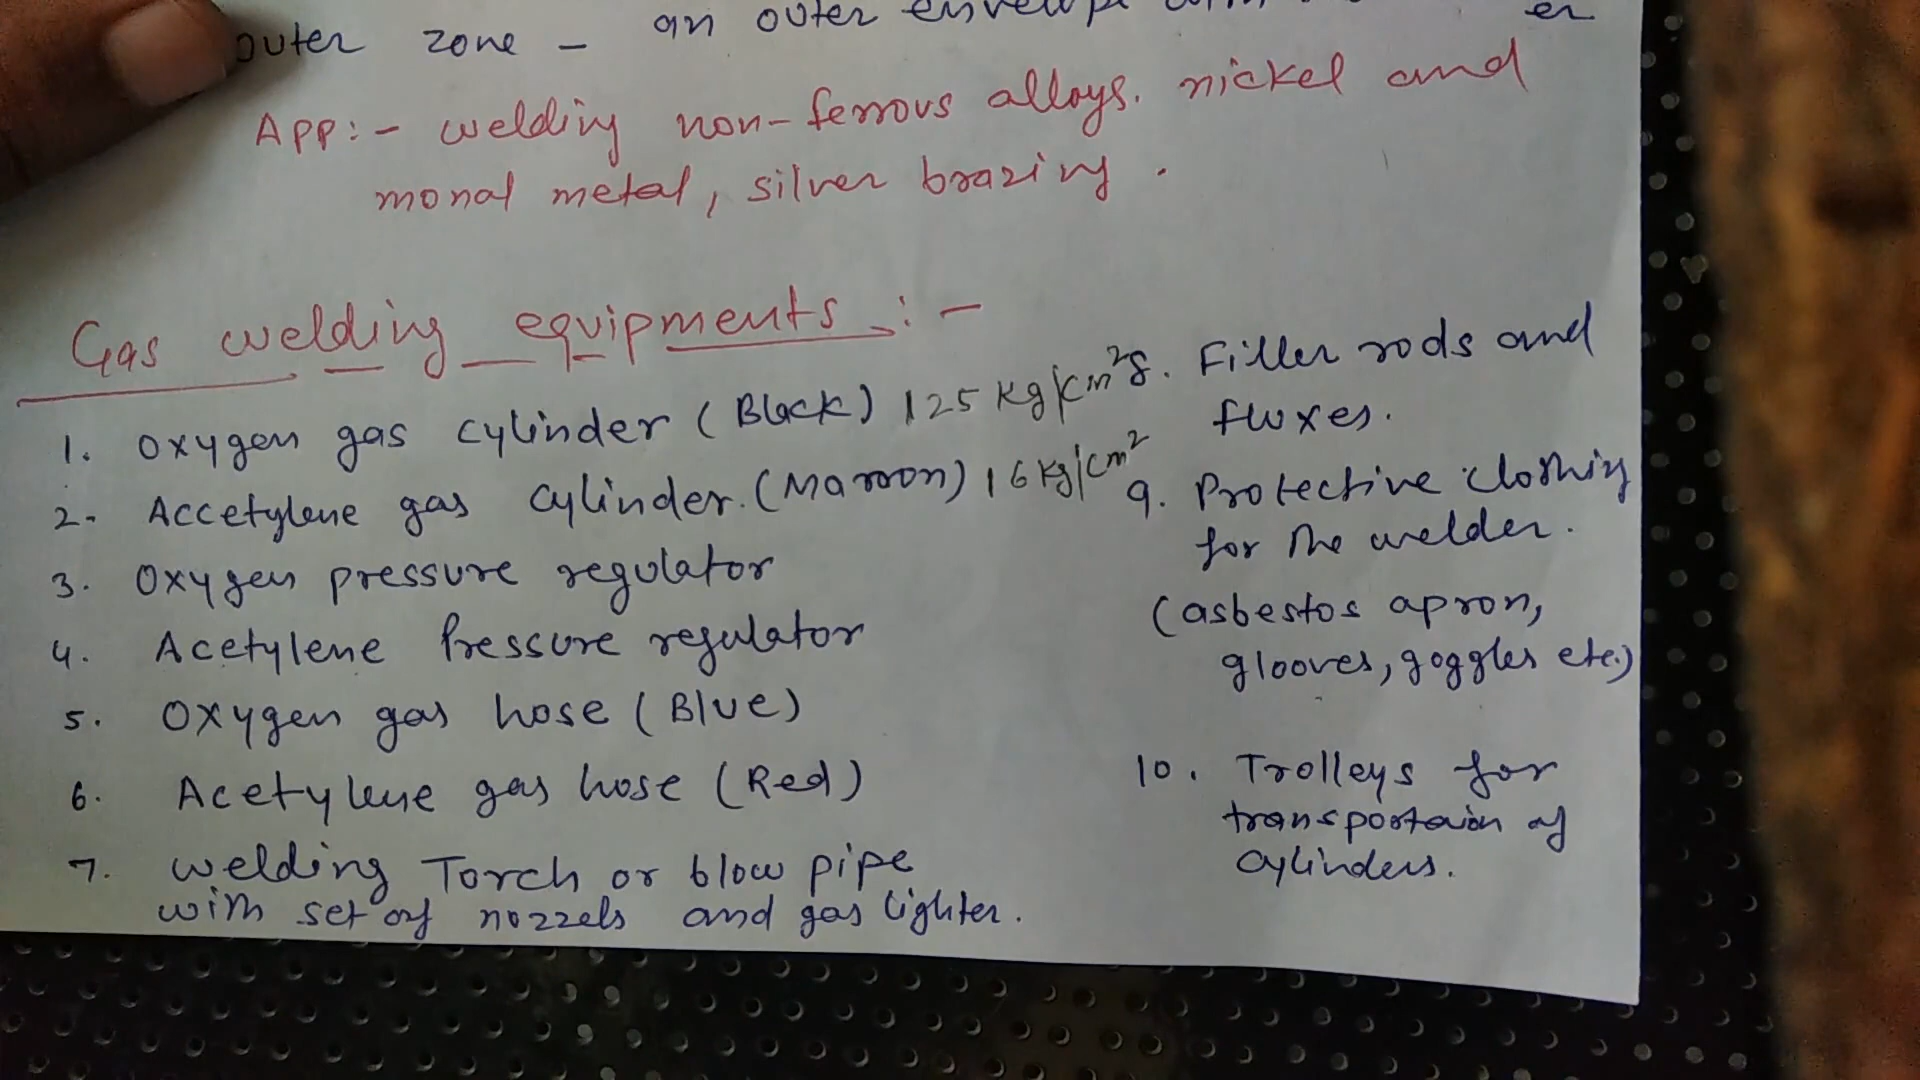 outer zone - an outer envelope
App:- welding non-ferrous alloys. nickel and
monal metal, silver brazing.
Gas welding equipments :-
1. Oxygen gas cylinder (Black) 125 kg/cm²
2. Accetylene gas cylinder. (Maroon) 16 kg/cm²
3. Oxygen pressure regulator
4. Acetylene Pressure regulator
5. Oxygen gas hose (Blue)
6. Acetylene gas hose (Red)
7. welding Torch or blow pipe
with set of nozzels and gas lighter.
8. Filler rods and
fluxes.
9. Protective clothing
for the welder.
(asbestos apron,
glooves, goggles etc.)
10. Trolleys for
transportaion of
cylinders.